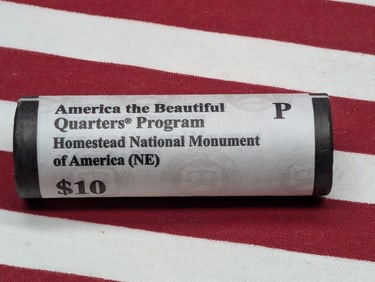 America the Beautiful P
Quarters® Program
Homestead National Monument
of America (NE)
$10